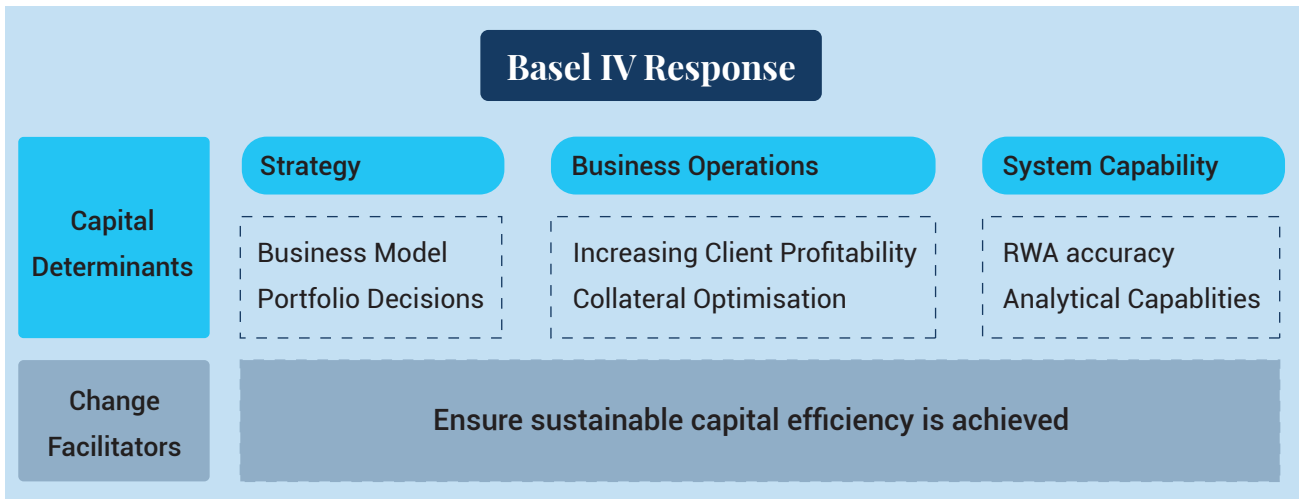 Basel IV Response
Capital
Determinants
Strategy
Business Model
Portfolio Decisions
Business Operations
Increasing Client Profitability
Collateral Optimisation
System Capability
RWA accuracy
Analytical Capablities
Change
Facilitators
Ensure sustainable capital efficiency is achieved